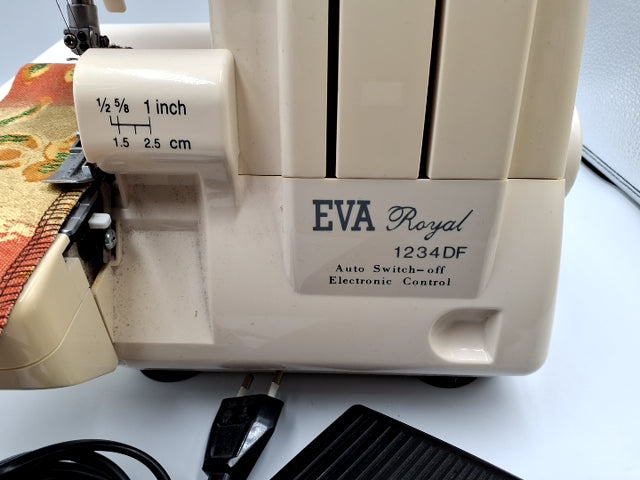 ½ ⅝ 1 inch
1.5 2.5 cm
EVA Royal
1234DF
Auto Switch-off
Electronic Control